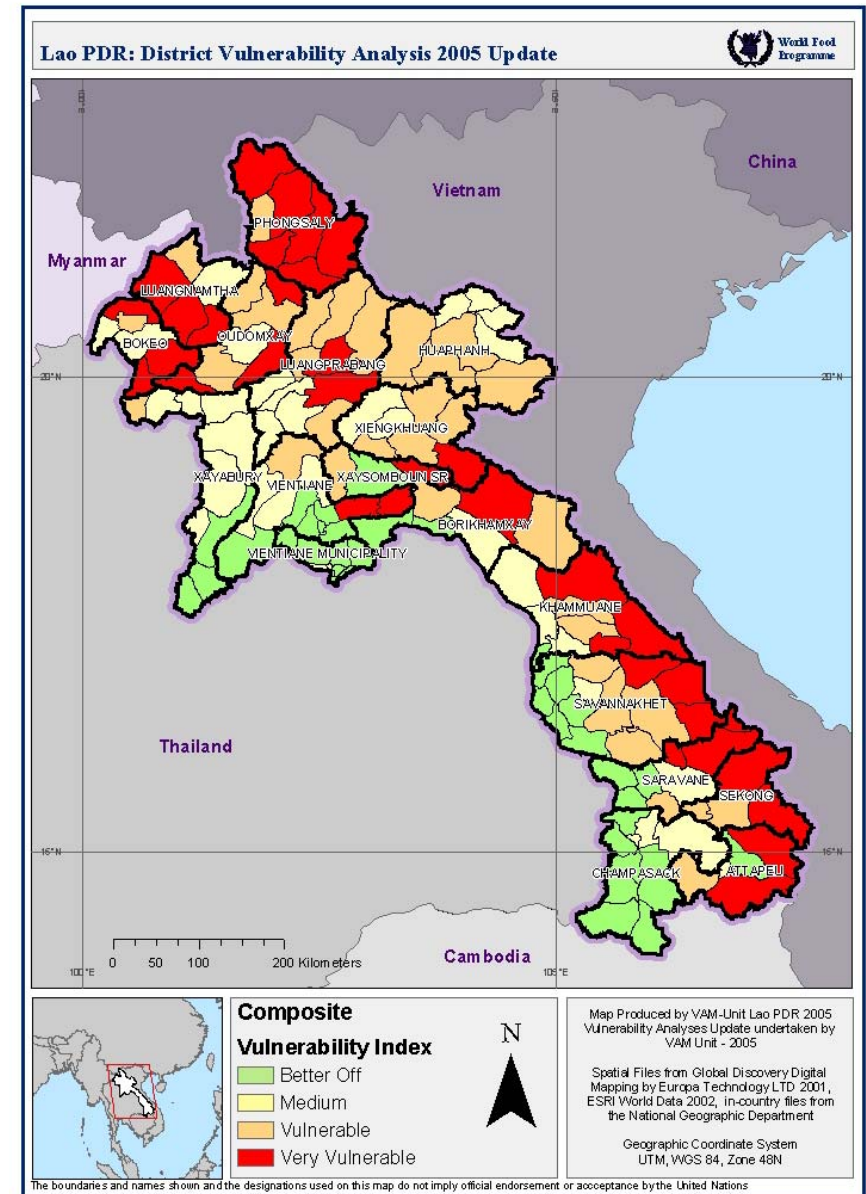 Lao PDR: District Vulnerability Analysis 2005 Update
World Food
Programme
China
Vietnam
Myanmar
PHONGSALY
LUANGNAMTHA
BOKEO
OUDOMXAY
LUANGPRABANG
HUAPHANH
20°N
20°N
XIENGKHUANG
XAYABURY
VIENTIANE
XAYSOMBOUN SR
BORIKHAMXAY
VIENTIANE MUNICIPALITY
KHAMMUANE
SAVANNAKHET
Thailand
SARAVANE
SEKONG
15°N
15°N
CHAMPASACK
ATTAPEU
Cambodia
0 50 100 200 Kilometers
100°E
105°E
Composite
Vulnerability Index
Better Off
Medium
Vulnerable
Very Vulnerable
N
Map Produced by VAM-Unit Lao PDR 2005
Vulnerability Analyses Update undertaken by
VAM Unit - 2005
Spatial Files from Global Discovery Digital
Mapping by Europa Technology LTD 2001,
ESRI World Data 2002, in-country files from
the National Geographic Department
Geographic Coordinate System
UTM, WGS 84, Zone 48N
The boundaries and names shown and the designations used on this map do not imply official endorsement or accceptance by the United Nations